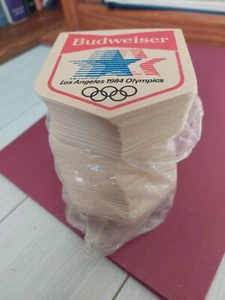 Budweiser
Los Angeles 1984 Olympics